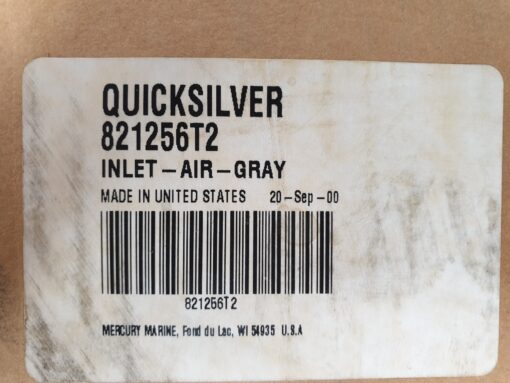 QUICKSILVER
821256T2
INLET-AIR-GRAY
MADE IN UNITED STATES 20-Sep-00
821256T2
MERCURY MARINE, Fond du Lac, WI 54935 U.S.A